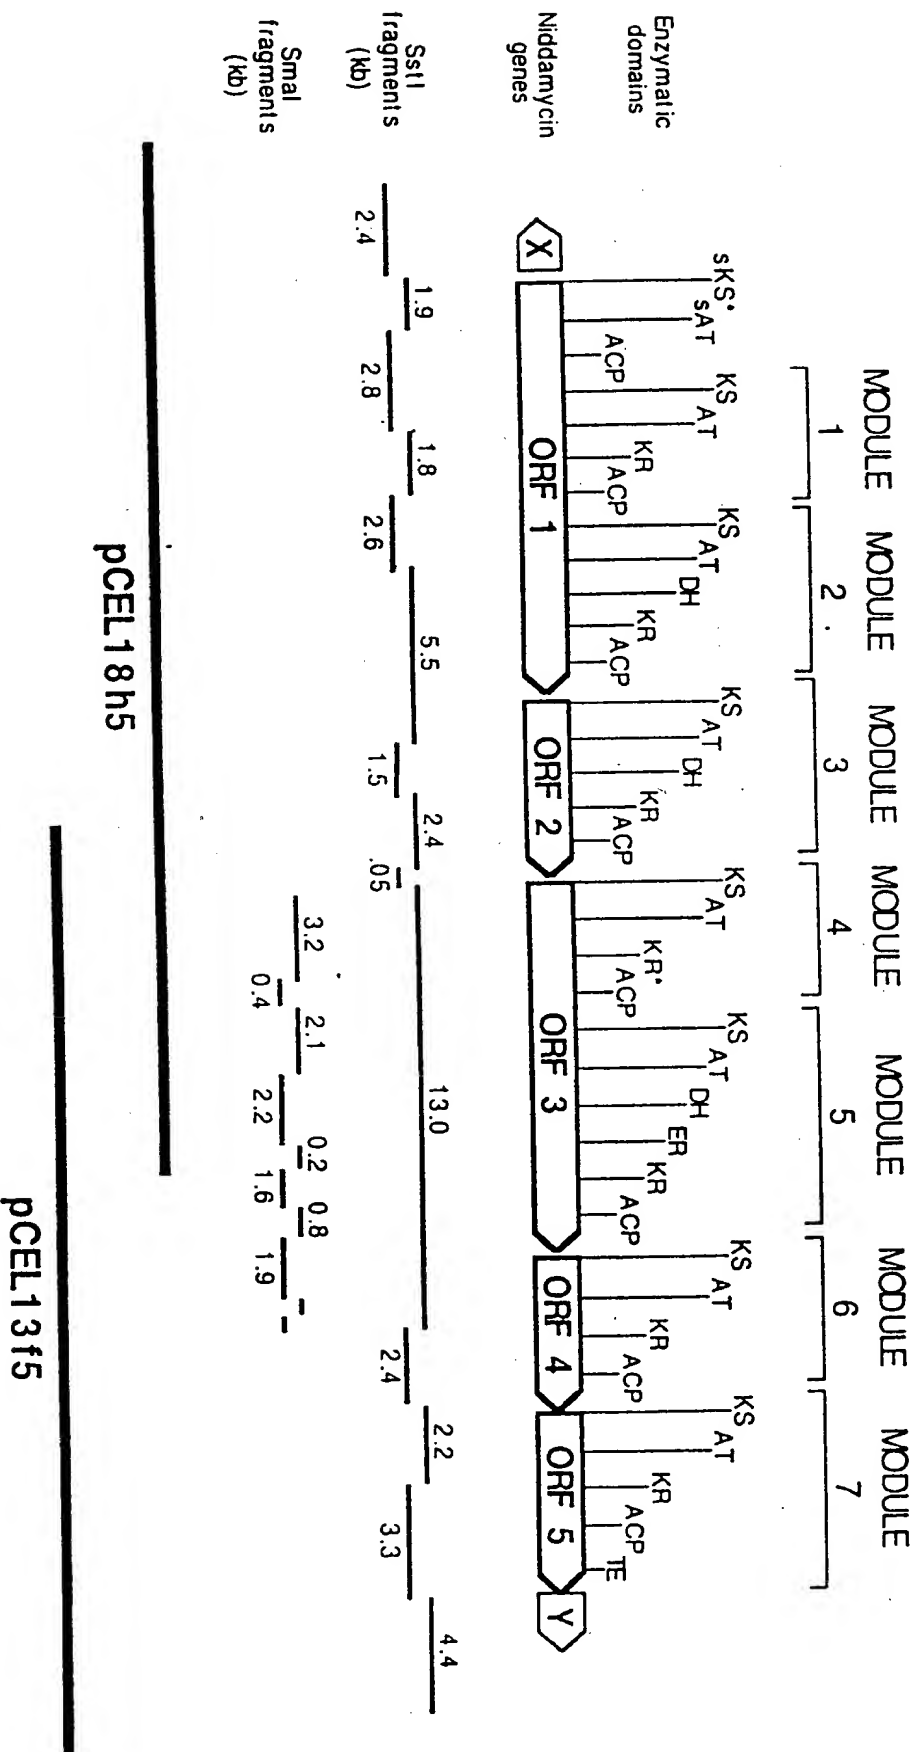 MODULE MODULE MODULE MODULE MODULE MODULE MODULE
1 2 3 4 5 6 7
Enzymatic
domains
sKS• sAT ACP KS AT KR ACP KS AT DH KR ACP KS AT DH KR ACP KS AT KR• ACP KS AT DH ER KR ACP KS AT KR ACP KS AT KR ACP TE
Niddamycin
genes
X ORF 1 ORF 2 ORF 3 ORF 4 ORF 5 Y
SstI
fragments
(kb)
2.4 1.9 2.8 1.8 2.6 5.5 1.5 2.4 .05 13.0 2.4 2.2 3.3 4.4
SmaI
fragments
(kb)
3.2 0.4 2.1 2.2 0.2 1.6 0.8 1.9
pCEL18h5
pCEL13f5